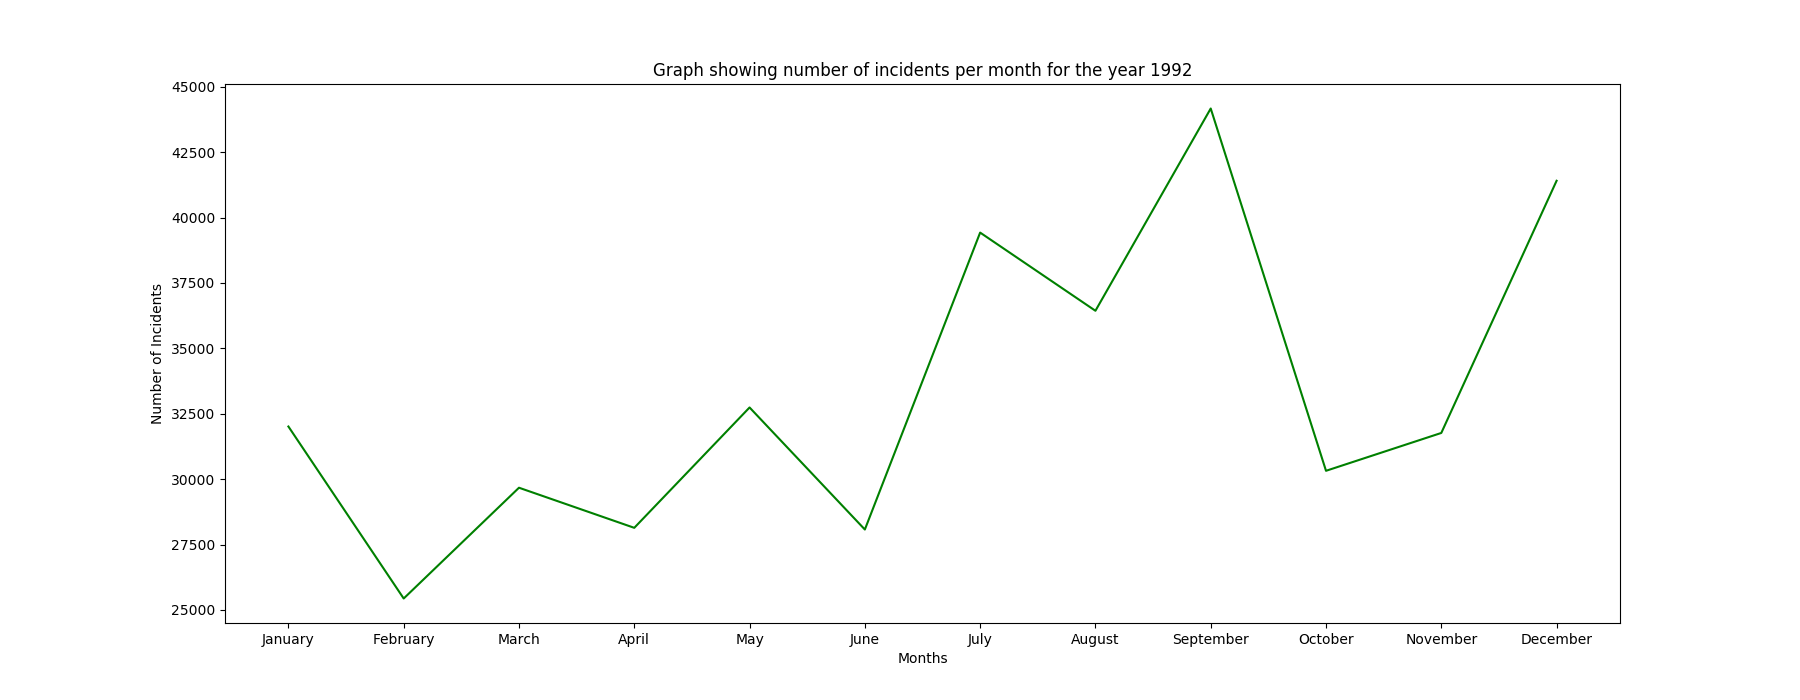 Graph showing number of incidents per month for the year 1992
45000
42500
40000
37500
35000
32500
30000
27500
25000
Number of Incidents
January February March April May June July August September October November December
Months